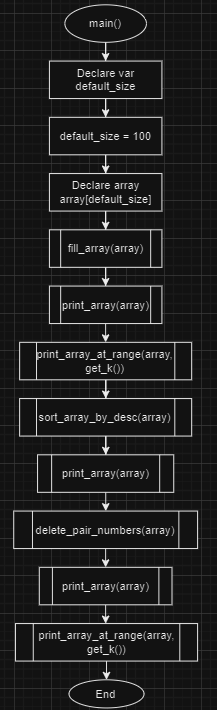 main()
Declare var
default_size
default_size = 100
Declare array
array[default_size]
fill_array(array)
print_array(array)
print_array_at_range(array,
get_k())
sort_array_by_desc(array)
print_array(array)
delete_pair_numbers(array)
print_array(array)
print_array_at_range(array,
get_k())
End